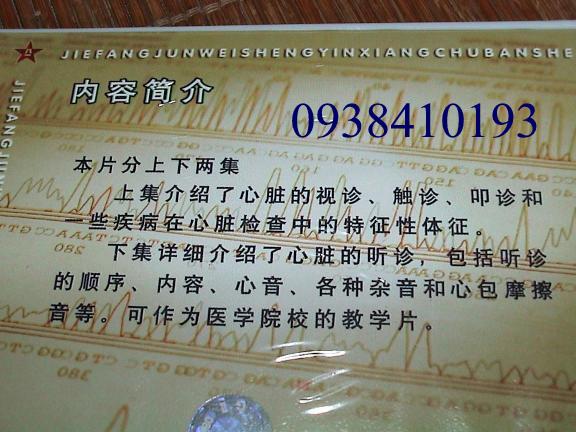 JIEFANGJUNWEISHENGYINXIANGCHUBANSHE
JIEFANGJU
内容简介
0938410193
本片分上下两集
上集介绍了心脏的视诊、触诊、叩诊和
一些疾病在心脏检查中的特征性体征。
下集详细介绍了心脏的听诊，包括听诊
的顺序、内容、心音、各种杂音和心包摩擦
音等。可作为医学院校的教学片。